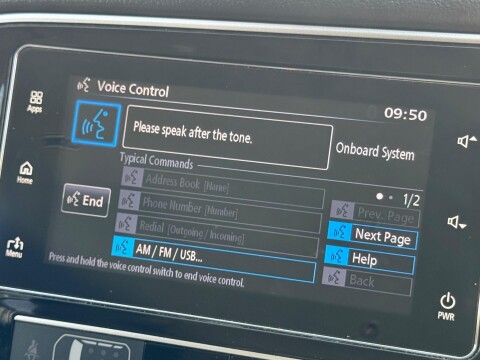 Voice Control
09:50
Apps
Please speak after the tone.
Onboard System
Typical Commands
1/2
Home
Address Book [Name]
Prev. Page
End
Phone Number [Number]
Next Page
Redial [Outgoing / Incoming]
Help
Menu
AM / FM / USB...
Back
Press and hold the voice control switch to end voice control.
PWR